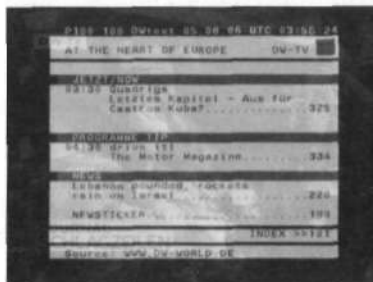 P100 100 DWtext 05 08 06 UTC 03:56:24
AT THE HEART OF EUROPE DW-TV
JETZT/NOW
03:30 Quadriga
Letztes Kapitel - Aus für
Castros Kuba?.......... 325
PROGRAMME TIP
04:30 drive it!
The Motor Magazine.......... 334
NEWS
Lebanon pounded, rockets
rain on Israel.......... 220
NEWSTICKER.......... 199
INDEX >>101
Source: WWW.DW-WORLD.DE